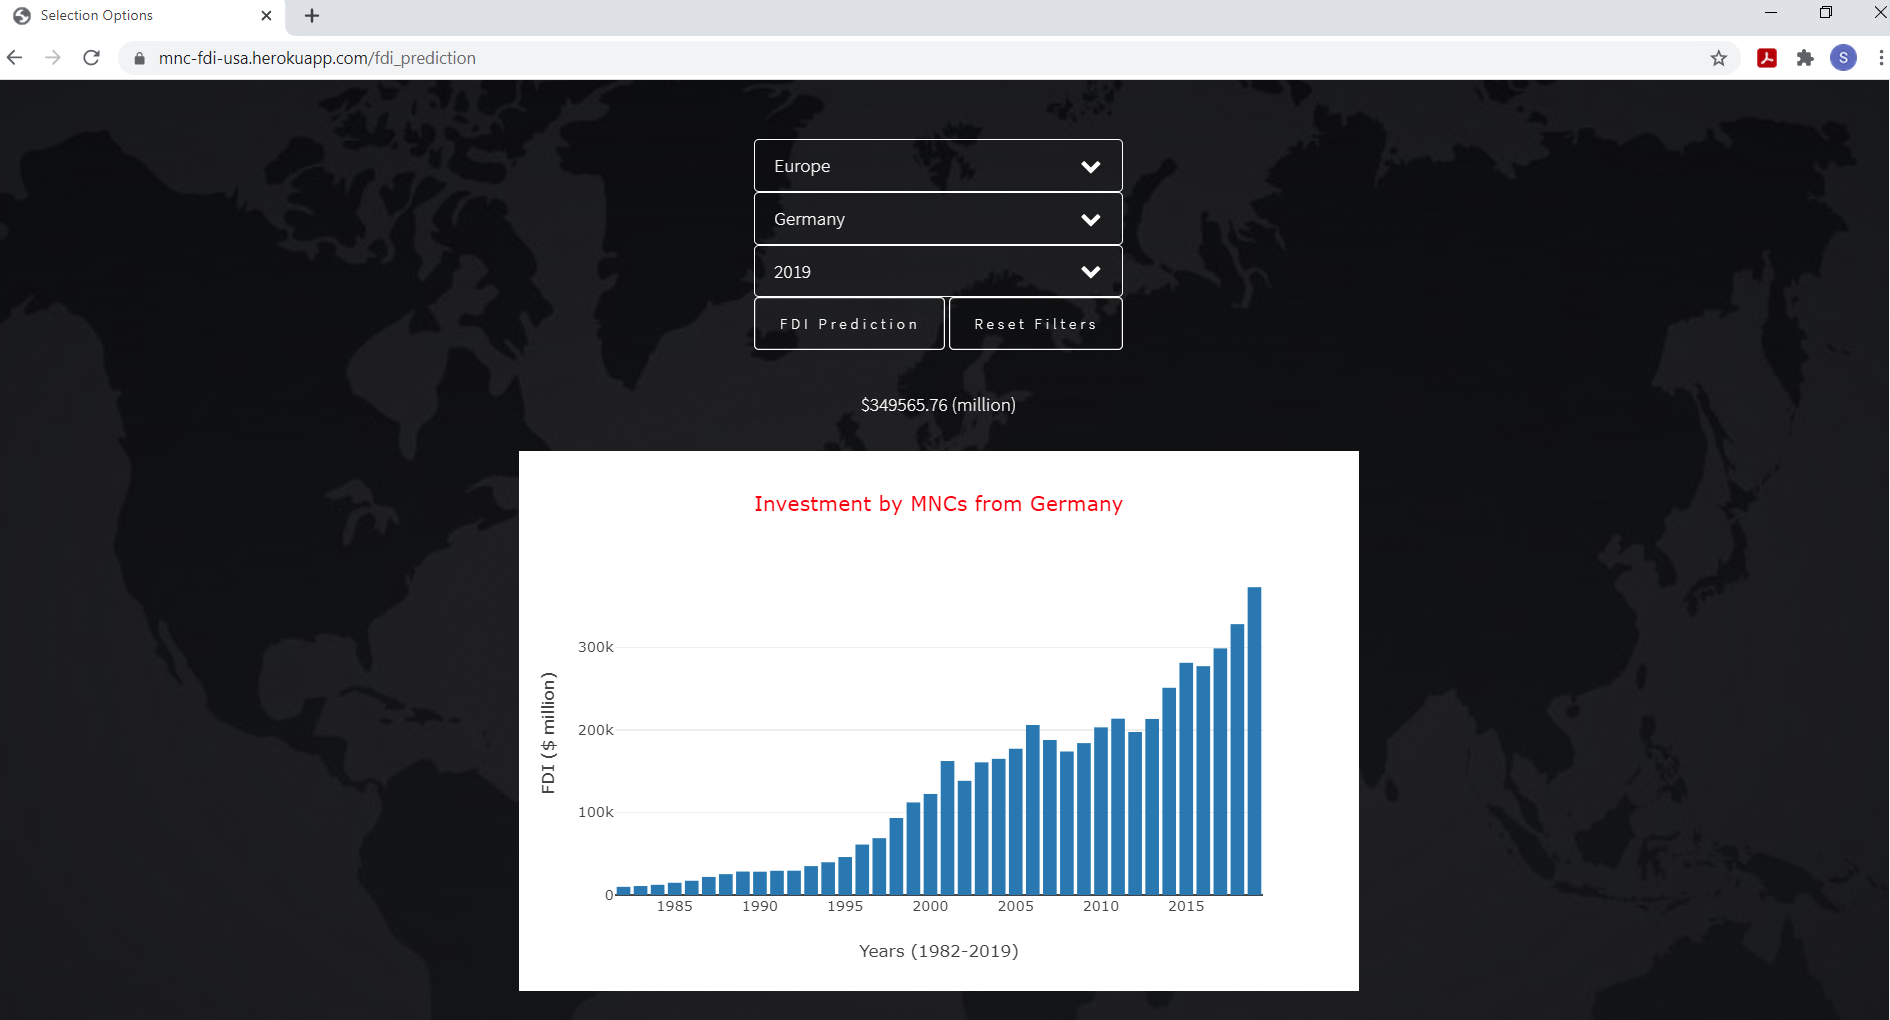 Selection Options
mnc-fdi-usa.herokuapp.com/fdi_prediction
S
Europe
Germany
2019
FDI Prediction
Reset Filters
$349565.76 (million)
Investment by MNCs from Germany
FDI ($ million)
300k
200k
100k
0
1985 1990 1995 2000 2005 2010 2015
Years (1982-2019)